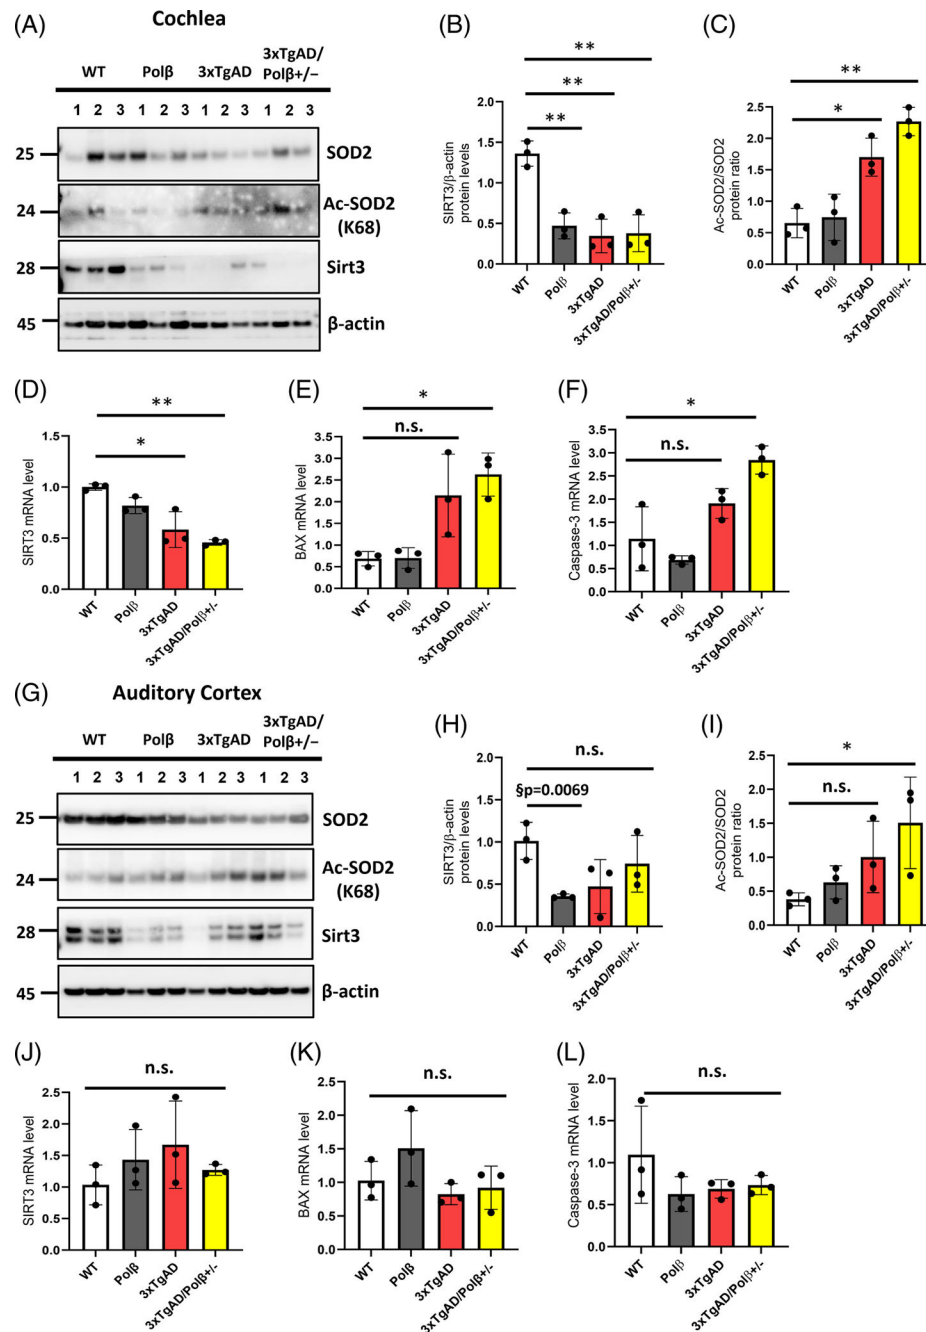 (A)
Cochlea
WT Polβ 3xTgAD 3xTgAD/
Polβ+/−
1 2 3 1 2 3 1 2 3 1 2 3
25 SOD2
24 Ac-SOD2
(K68)
28 Sirt3
45 β-actin
(B)
**
**
**
SIRT3/β-actin
protein levels
2.0
1.5
1.0
0.5
0.0
WT
Polβ
3xTgAD
3xTgAD/Polβ+/-
(C)
**
*
Ac-SOD2/SOD2
protein ratio
2.5
2.0
1.5
1.0
0.5
0.0
WT
Polβ
3xTgAD
3xTgAD/Polβ+/-
(D)
**
*
SIRT3 mRNA level
1.5
1.0
0.5
0.0
WT
Polβ
3xTgAD
3xTgAD/Polβ+/-
(E)
*
n.s.
BAX mRNA level
3.5
3.0
2.5
2.0
1.5
1.0
0.5
0.0
WT
Polβ
3xTgAD
3xTgAD/Polβ+/-
(F)
*
n.s.
Caspase-3 mRNA level
3.5
3.0
2.5
2.0
1.5
1.0
0.5
0.0
WT
Polβ
3xTgAD
3xTgAD/Polβ+/-
(G)
Auditory Cortex
WT Polβ 3xTgAD 3xTgAD/
Polβ+/−
1 2 3 1 2 3 1 2 3 1 2 3
25 SOD2
24 Ac-SOD2
(K68)
28 Sirt3
45 β-actin
(H)
n.s.
§p=0.0069
SIRT3/β-actin
protein levels
1.5
1.0
0.5
0.0
WT
Polβ
3xTgAD
3xTgAD/Polβ+/-
(I)
*
n.s.
Ac-SOD2/SOD2
protein ratio
2.5
2.0
1.5
1.0
0.5
0.0
WT
Polβ
3xTgAD
3xTgAD/Polβ+/-
(J)
n.s.
SIRT3 mRNA level
2.5
2.0
1.5
1.0
0.5
0.0
WT
Polβ
3xTgAD
3xTgAD/Polβ+/-
(K)
n.s.
BAX mRNA level
2.5
2.0
1.5
1.0
0.5
0.0
WT
Polβ
3xTgAD
3xTgAD/Polβ+/-
(L)
n.s.
Caspase-3 mRNA level
2.0
1.5
1.0
0.5
0.0
WT
Polβ
3xTgAD
3xTgAD/Polβ+/-